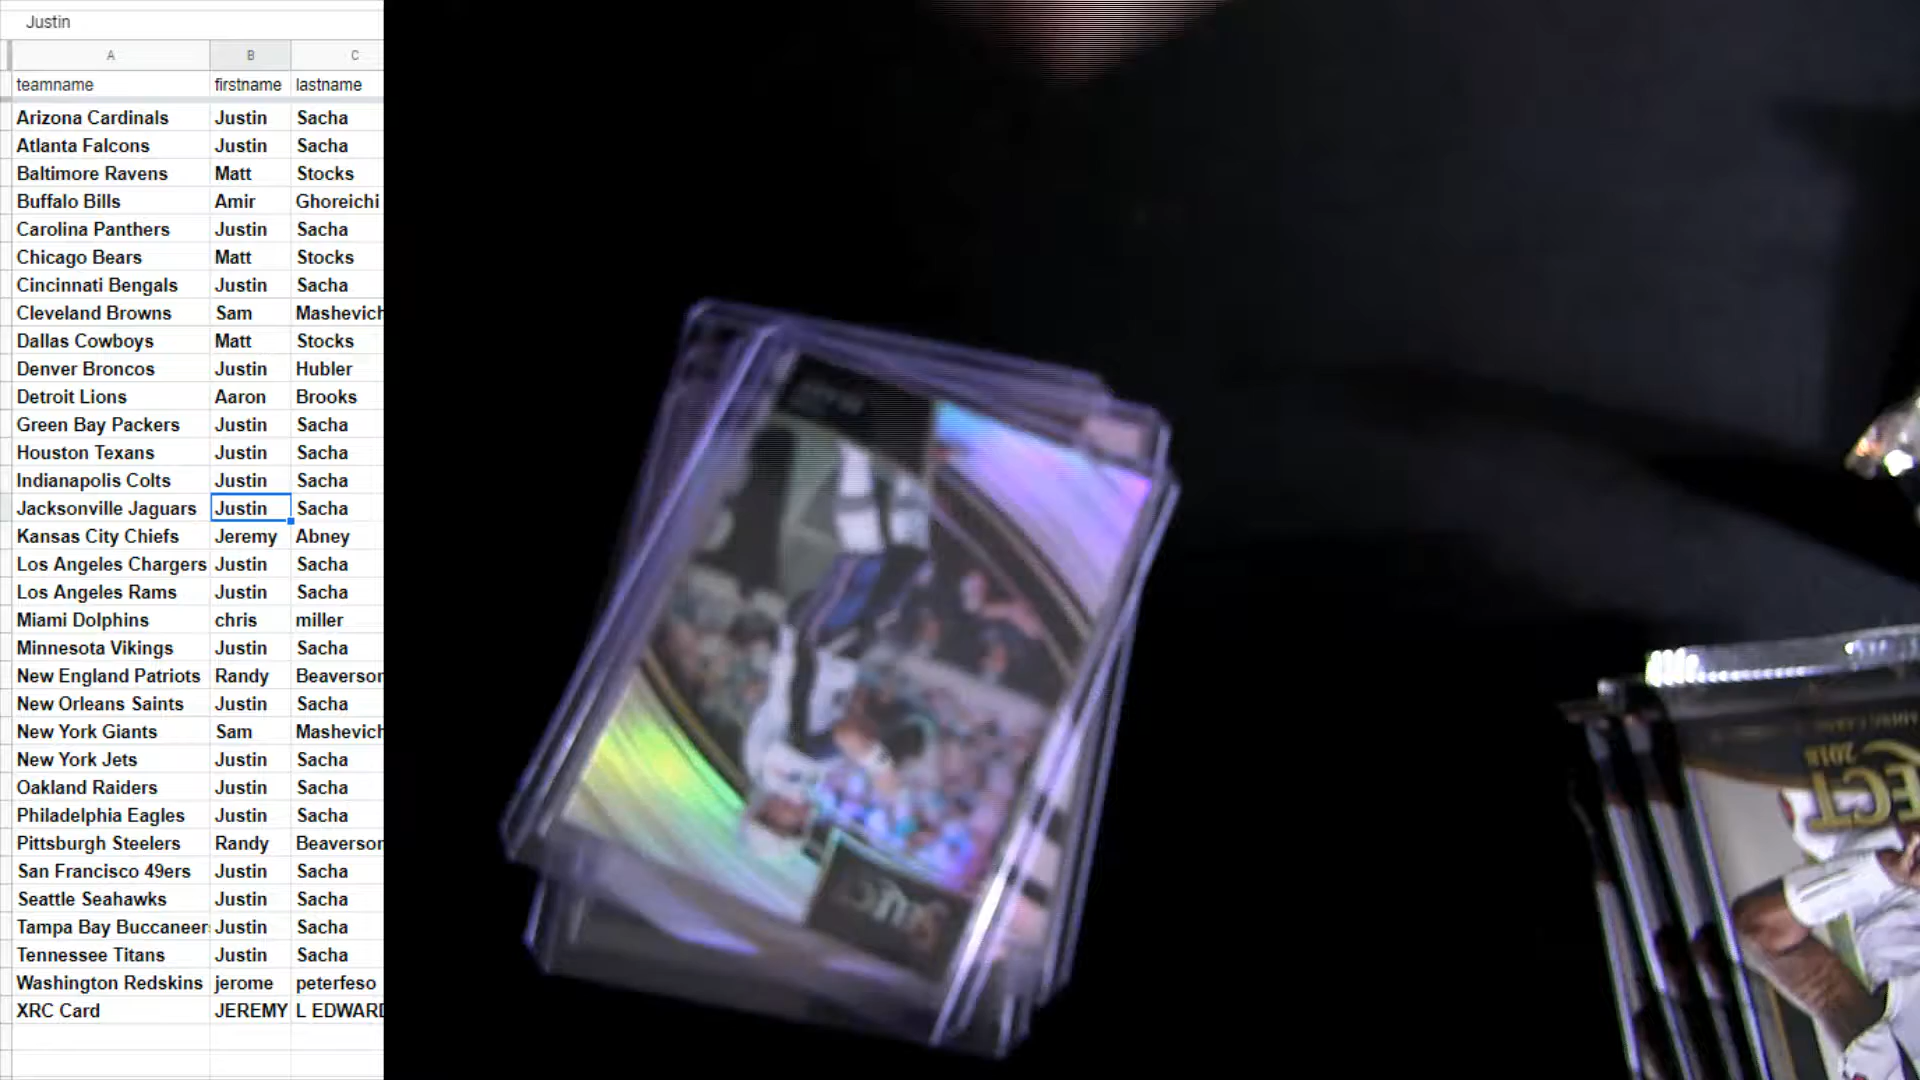 Justin
A B C
teamname firstname lastname
Arizona Cardinals Justin Sacha
Atlanta Falcons Justin Sacha
Baltimore Ravens Matt Stocks
Buffalo Bills Amir Ghoreichi
Carolina Panthers Justin Sacha
Chicago Bears Matt Stocks
Cincinnati Bengals Justin Sacha
Cleveland Browns Sam Mashevich
Dallas Cowboys Matt Stocks
Denver Broncos Justin Hubler
Detroit Lions Aaron Brooks
Green Bay Packers Justin Sacha
Houston Texans Justin Sacha
Indianapolis Colts Justin Sacha
Jacksonville Jaguars Justin Sacha
Kansas City Chiefs Jeremy Abney
Los Angeles Chargers Justin Sacha
Los Angeles Rams Justin Sacha
Miami Dolphins chris miller
Minnesota Vikings Justin Sacha
New England Patriots Randy Beaverson
New Orleans Saints Justin Sacha
New York Giants Sam Mashevich
New York Jets Justin Sacha
Oakland Raiders Justin Sacha
Philadelphia Eagles Justin Sacha
Pittsburgh Steelers Randy Beaverson
San Francisco 49ers Justin Sacha
Seattle Seahawks Justin Sacha
Tampa Bay Buccaneers Justin Sacha
Tennessee Titans Justin Sacha
Washington Redskins jerome peterfeso
XRC Card JEREMY L EDWARD
2018
ECT